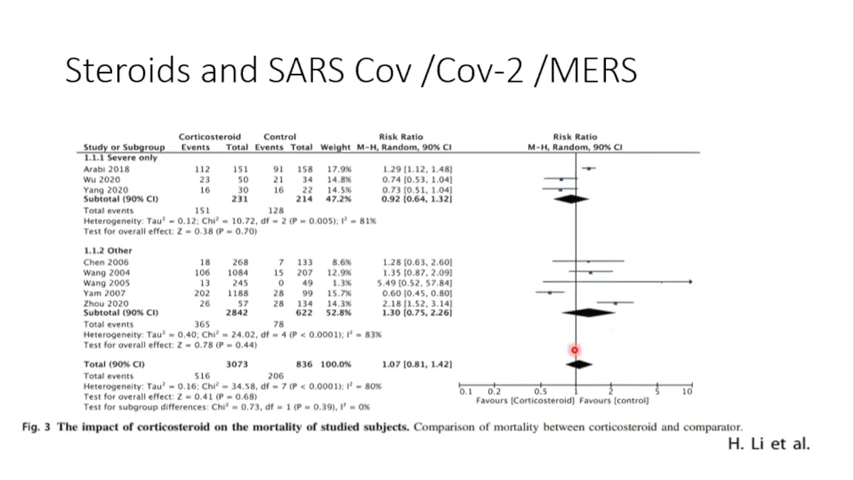 Steroids and SARS Cov /Cov-2 /MERS
Corticosteroid Control Risk Ratio Risk Ratio
Study or Subgroup Events Total Events Total Weight M-H, Random, 90% CI M-H, Random, 90% CI
1.1.1 Severe only
Arabi 2018 112 151 91 158 17.9% 1.29 [1.12, 1.48]
Wu 2020 23 50 21 34 14.8% 0.74 [0.53, 1.04]
Yang 2020 16 30 16 22 14.5% 0.73 [0.51, 1.04]
Subtotal (90% CI) 231 214 47.2% 0.92 [0.64, 1.32]
Total events 151 128
Heterogeneity: Tau² = 0.12; Chi² = 10.72, df = 2 (P = 0.005); I² = 81%
Test for overall effect: Z = 0.38 (P = 0.70)
1.1.2 Other
Chen 2006 18 268 7 133 8.6% 1.28 [0.63, 2.60]
Wang 2004 106 1084 15 207 12.9% 1.35 [0.87, 2.09]
Wang 2005 13 245 0 49 1.3% 5.49 [0.52, 57.84]
Yam 2007 202 1188 28 99 15.7% 0.60 [0.45, 0.80]
Zhou 2020 26 57 28 134 14.3% 2.18 [1.52, 3.14]
Subtotal (90% CI) 2842 622 52.8% 1.30 [0.75, 2.26]
Total events 365 78
Heterogeneity: Tau² = 0.40; Chi² = 24.02, df = 4 (P < 0.0001); I² = 83%
Test for overall effect: Z = 0.78 (P = 0.44)
Total (90% CI) 3073 836 100.0% 1.07 [0.81, 1.42]
Total events 516 206
Heterogeneity: Tau² = 0.16; Chi² = 34.58, df = 7 (P < 0.0001); I² = 80%
Test for overall effect: Z = 0.41 (P = 0.68)
Test for subgroup differences: Chi² = 0.73, df = 1 (P = 0.39), I² = 0%
0.1 0.2 0.5 1 2 5 10
Favours [Corticosteroid] Favours [control]
Fig. 3 The impact of corticosteroid on the mortality of studied subjects. Comparison of mortality between corticosteroid and comparator.
H. Li et al.